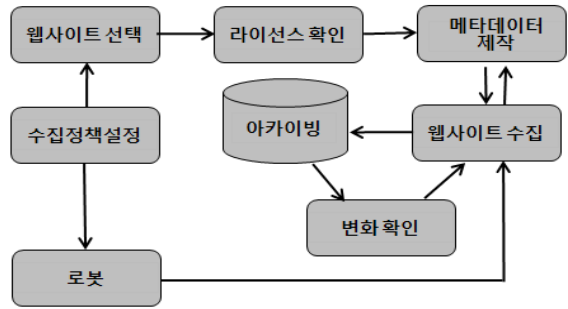 웹사이트 선택
라이선스 확인
메타데이터
제작
수집정책설정
아카이빙
웹사이트 수집
변화 확인
로봇